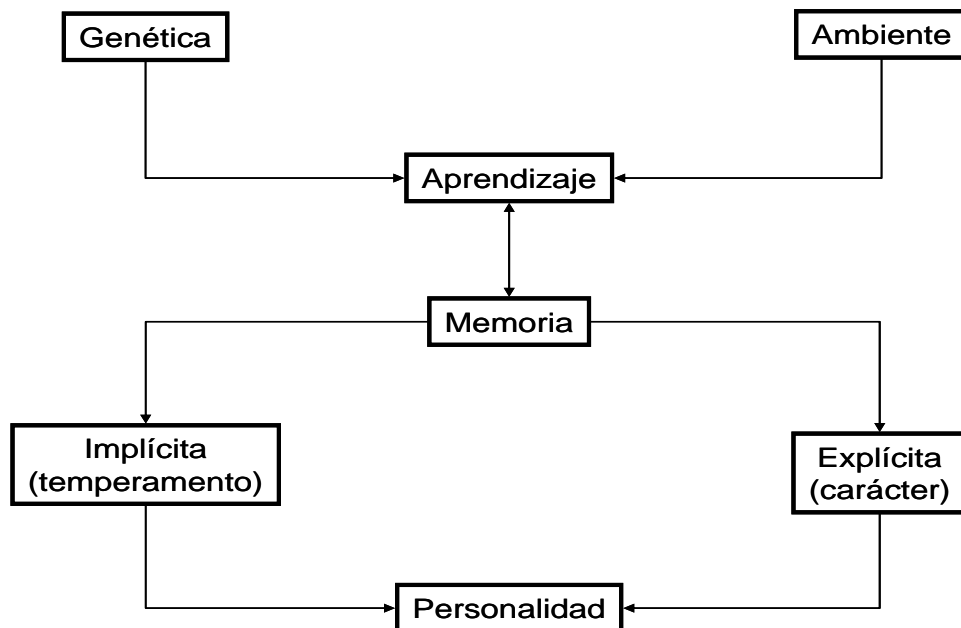 Genética
Ambiente
Aprendizaje
Memoria
Implícita
(temperamento)
Explícita
(carácter)
Personalidad